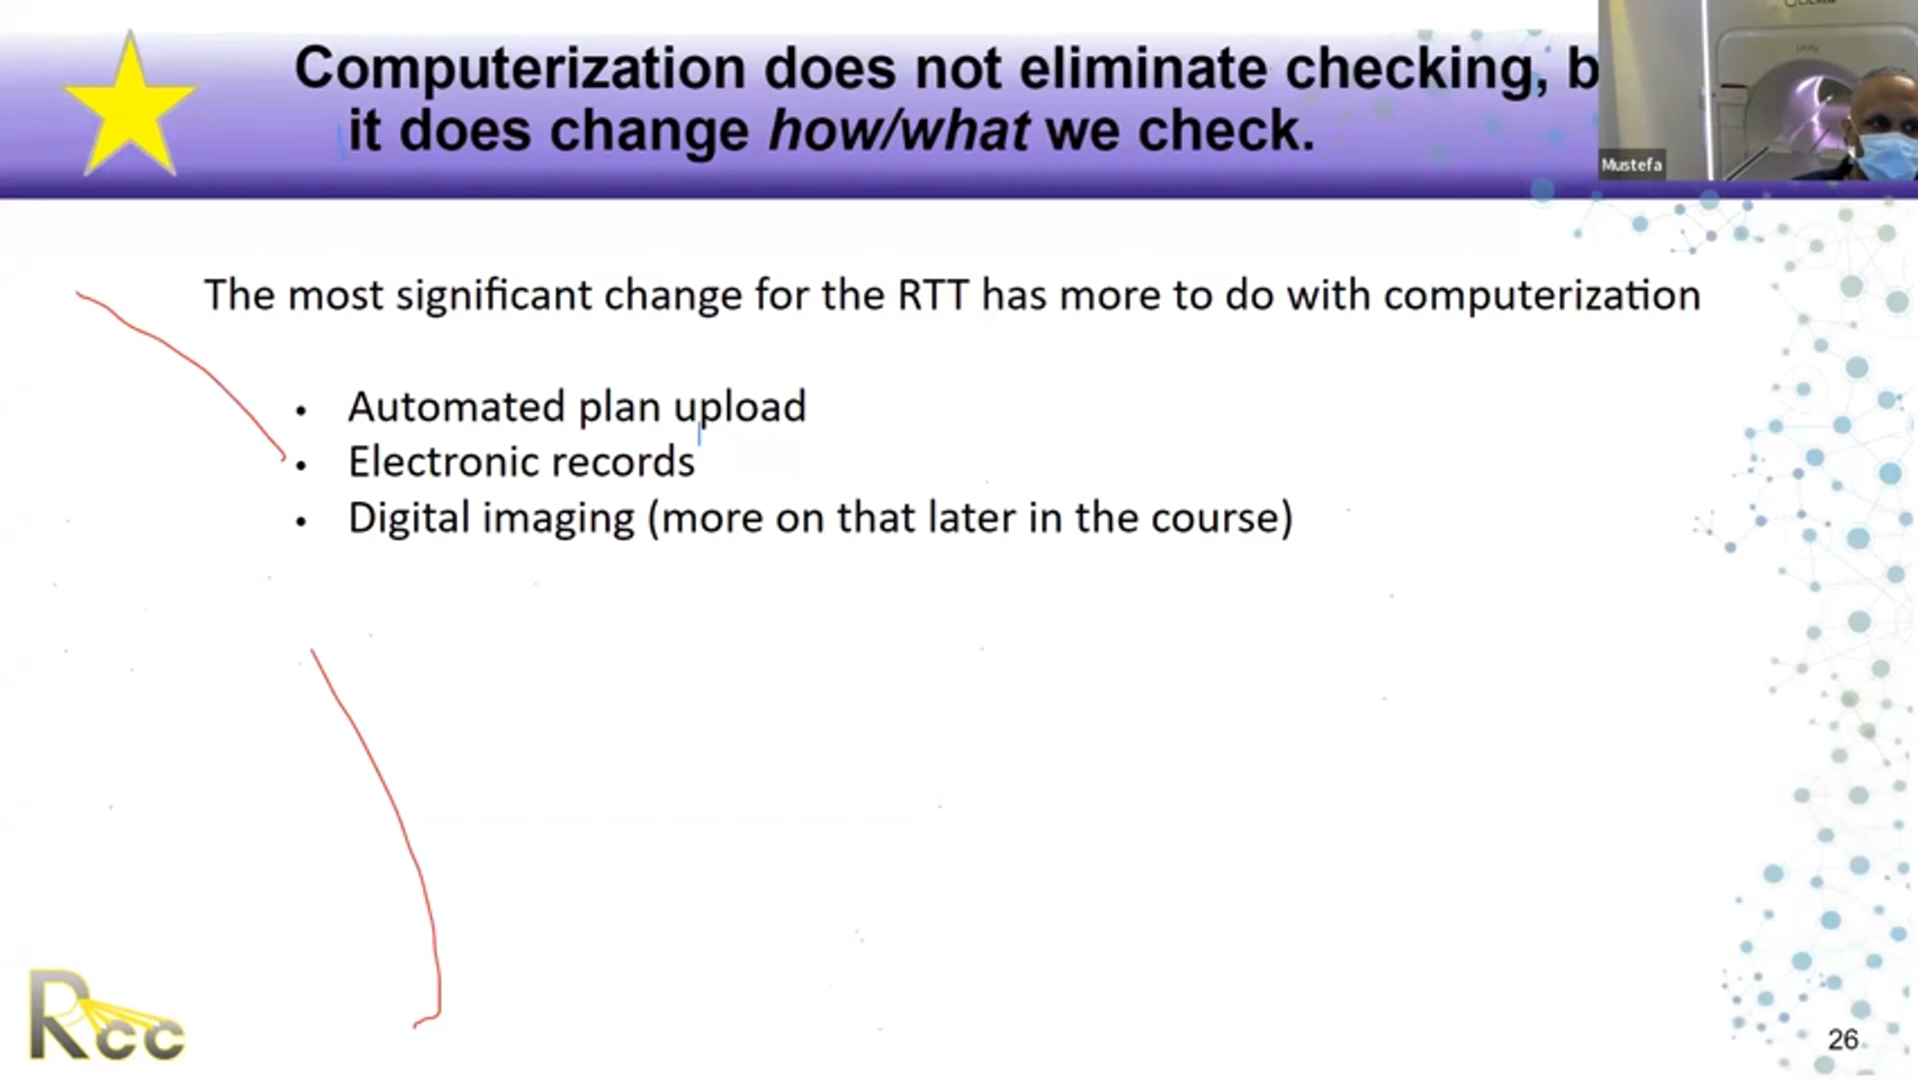 Computerization does not eliminate checking, b
it does change how/what we check.
Mustefa
Unity
The most significant change for the RTT has more to do with computerization
• Automated plan upload
• Electronic records
• Digital imaging (more on that later in the course)
Rcc
26